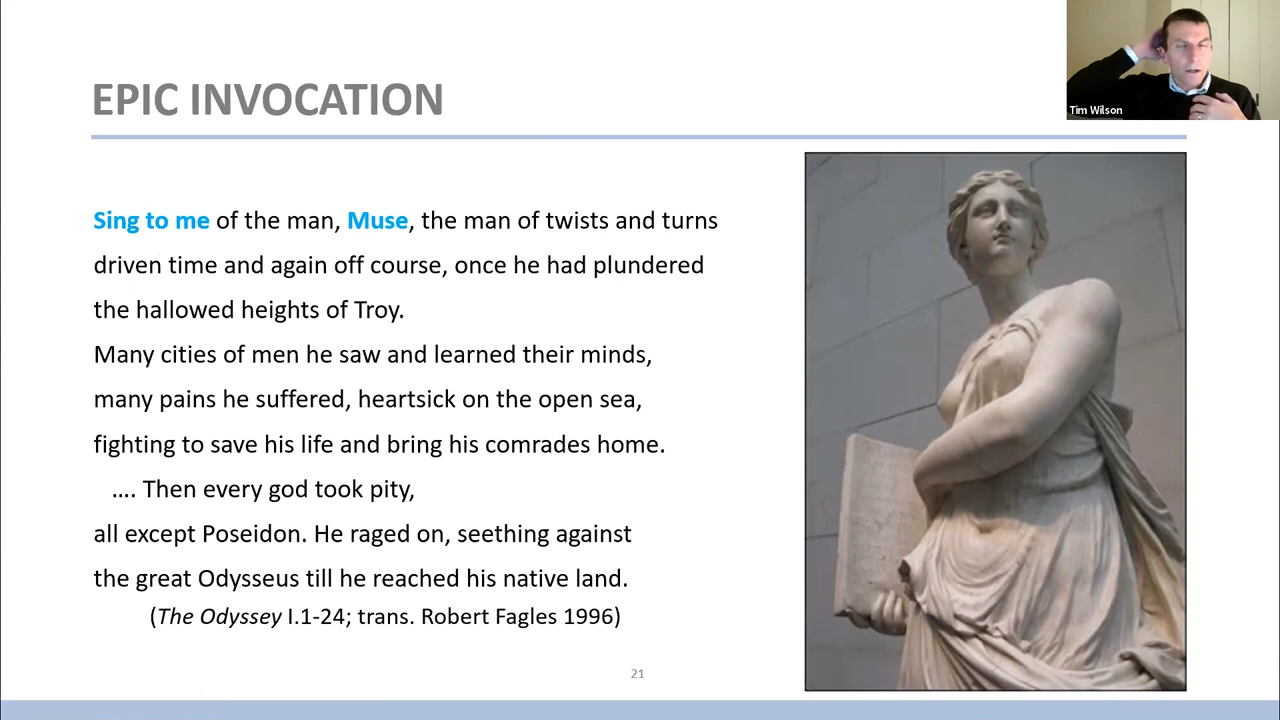 EPIC INVOCATION
Tim Wilson
Sing to me of the man, Muse, the man of twists and turns
driven time and again off course, once he had plundered
the hallowed heights of Troy.
Many cities of men he saw and learned their minds,
many pains he suffered, heartsick on the open sea,
fighting to save his life and bring his comrades home.
…. Then every god took pity,
all except Poseidon. He raged on, seething against
the great Odysseus till he reached his native land.
(The Odyssey I.1-24; trans. Robert Fagles 1996)
21